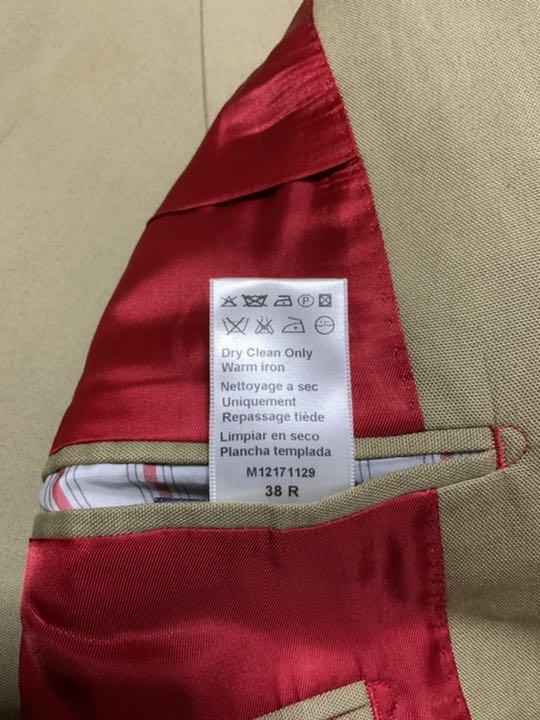 Dry Clean Only
Warm iron
Nettoyage a sec
Uniquement
Repassage tiède
Limpiar en seco
Plancha templada
M12171129
38 R